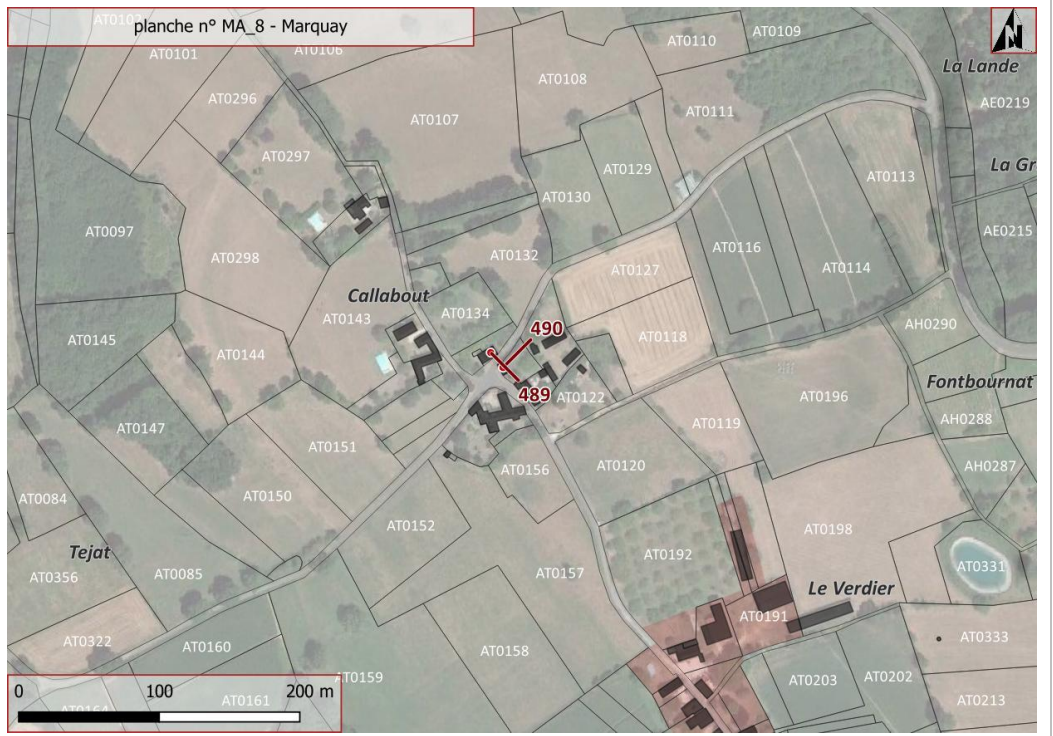 planche n° MA_8 - Marquay
N
AT0102
AT0101
AT0106
AT0110
AT0109
La Lande
AT0296
AT0108
AE0219
AT0107
AT0111
AT0297
AT0129
AT0113
La Gr
AT0130
AT0097
AT0298
AT0132
AT0116
AE0215
AT0127
AT0114
Callabout
AT0134
AT0143
AH0290
AT0145
490
AT0118
AT0144
Fontbournat
489
AT0122
AT0196
AH0288
AT0119
AT0147
AT0151
AT0156
AT0120
AH0287
AT0084
AT0150
AT0152
AT0198
Tejat
AT0192
AT0331
AT0356
AT0085
AT0157
Le Verdier
AT0191
AT0322
AT0160
AT0158
AT0333
AT0159
AT0203
AT0202
0 100 200 m
AT0164
AT0161
AT0213